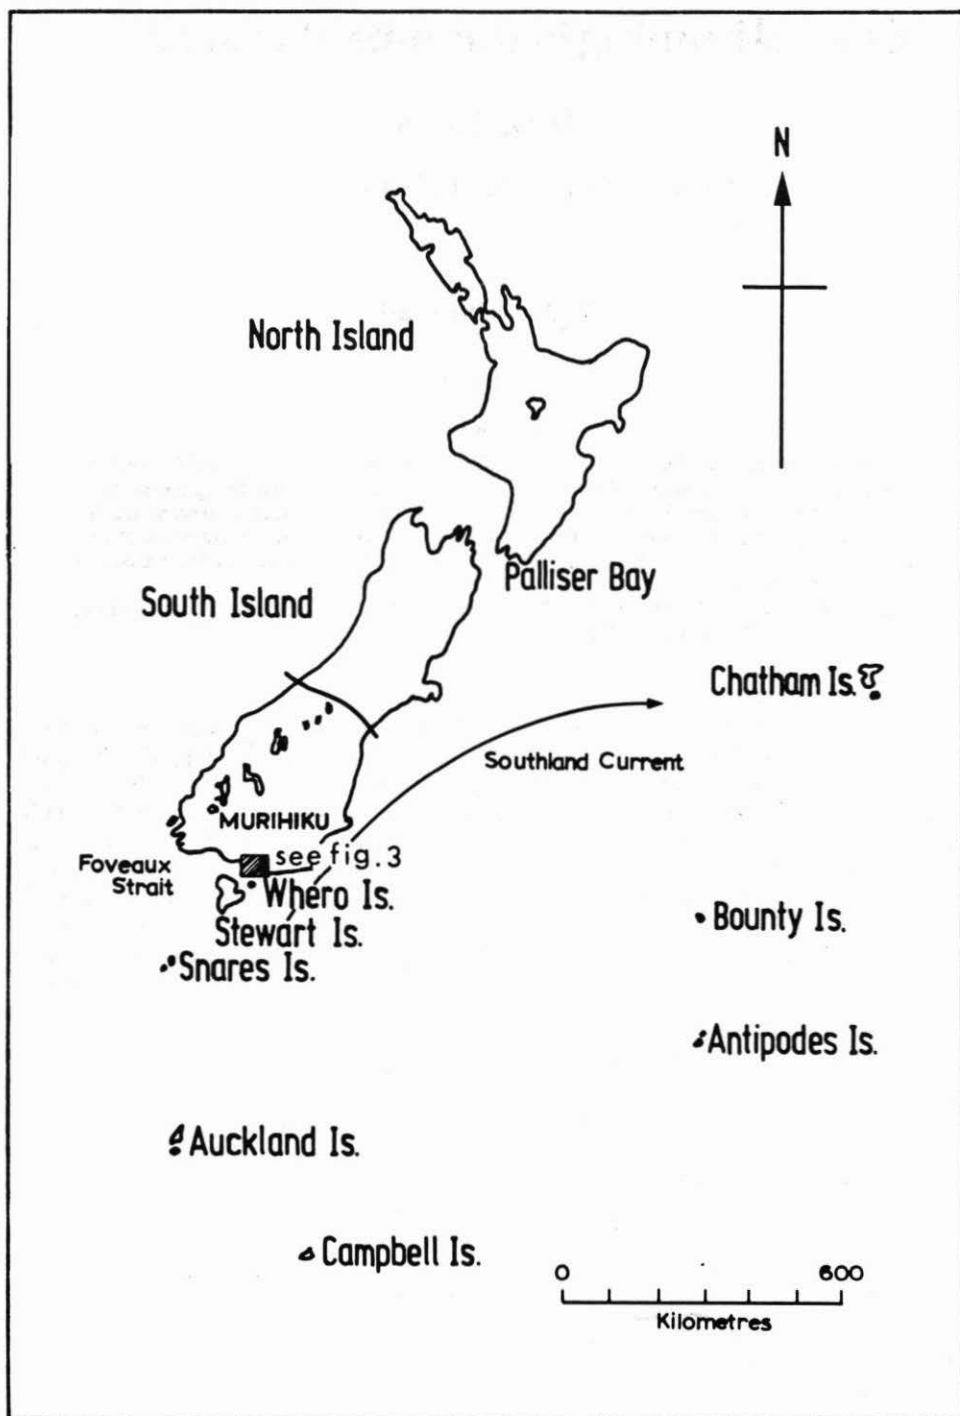 N
North Island
Palliser Bay
South Island
Chatham Is.
Southland Current
MURIHIKU
see fig.3
Foveaux
Strait
Whero Is.
Stewart Is.
Bounty Is.
Snares Is.
Antipodes Is.
Auckland Is.
Campbell Is.
0 600
Kilometres